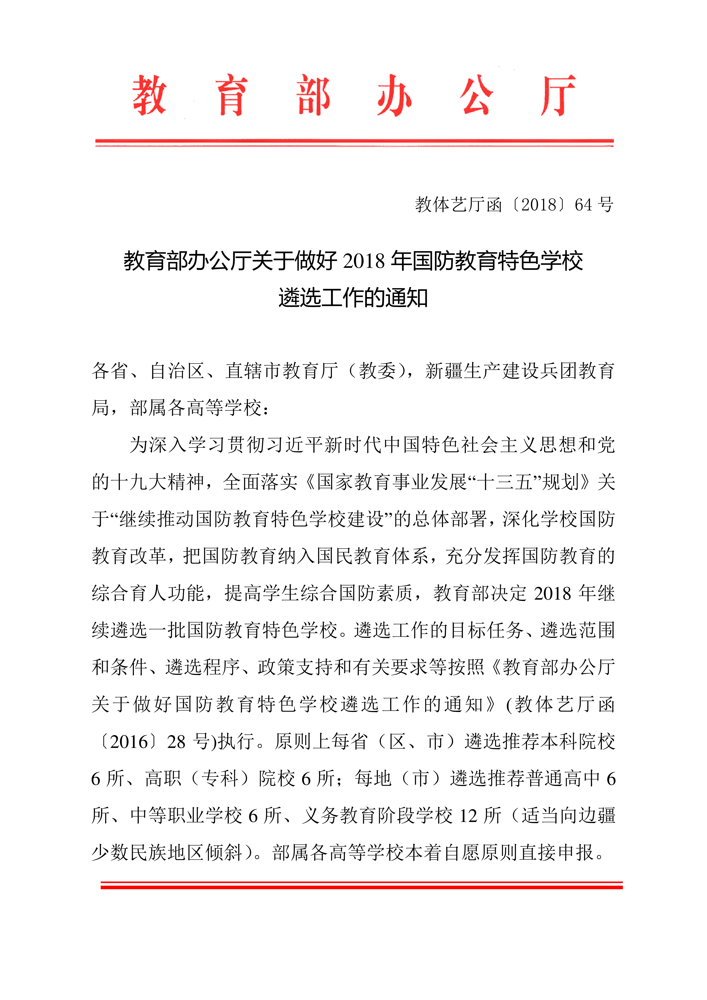 教育部办公厅
教体艺厅函〔2018〕64 号
教育部办公厅关于做好 2018 年国防教育特色学校
遴选工作的通知
各省、自治区、直辖市教育厅（教委），新疆生产建设兵团教育
局，部属各高等学校：
为深入学习贯彻习近平新时代中国特色社会主义思想和党
的十九大精神，全面落实《国家教育事业发展“十三五”规划》关
于“继续推动国防教育特色学校建设”的总体部署，深化学校国防
教育改革，把国防教育纳入国民教育体系，充分发挥国防教育的
综合育人功能，提高学生综合国防素质，教育部决定 2018 年继
续遴选一批国防教育特色学校。遴选工作的目标任务、遴选范围
和条件、遴选程序、政策支持和有关要求等按照《教育部办公厅
关于做好国防教育特色学校遴选工作的通知》(教体艺厅函
〔2016〕28 号)执行。原则上每省（区、市）遴选推荐本科院校
6 所、高职（专科）院校 6 所；每地（市）遴选推荐普通高中 6
所、中等职业学校 6 所、义务教育阶段学校 12 所（适当向边疆
少数民族地区倾斜）。部属各高等学校本着自愿原则直接申报。